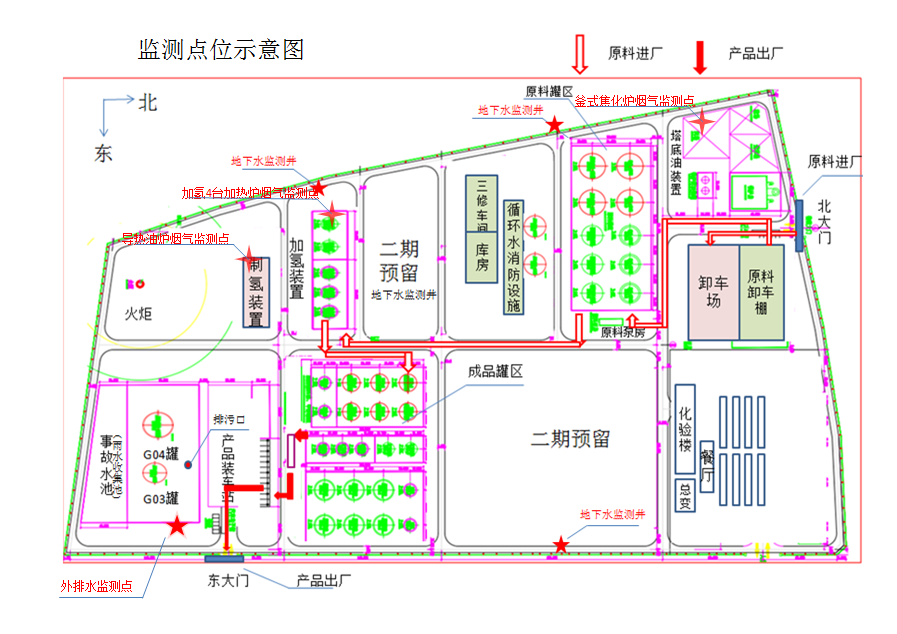 监测点位示意图
原料进厂
产品出厂
北
东
原料罐区
釜式焦化炉烟气监测点
地下水监测井
塔底油装置
原料进厂
地下水监测井
加氢4台加热炉烟气监测点
三修车间
库房
循环水消防设施
北大门
导热油炉烟气监测点
加氢装置
二期
预留
地下水监测井
制氢装置
卸车场
原料卸车棚
火炬
原料泵房
成品罐区
排污口
化验楼
餐厅
总变
二期预留
事故水池
(雨水收集池)
G04罐
G03罐
产品装车站
地下水监测井
外排水监测点
东大门
产品出厂